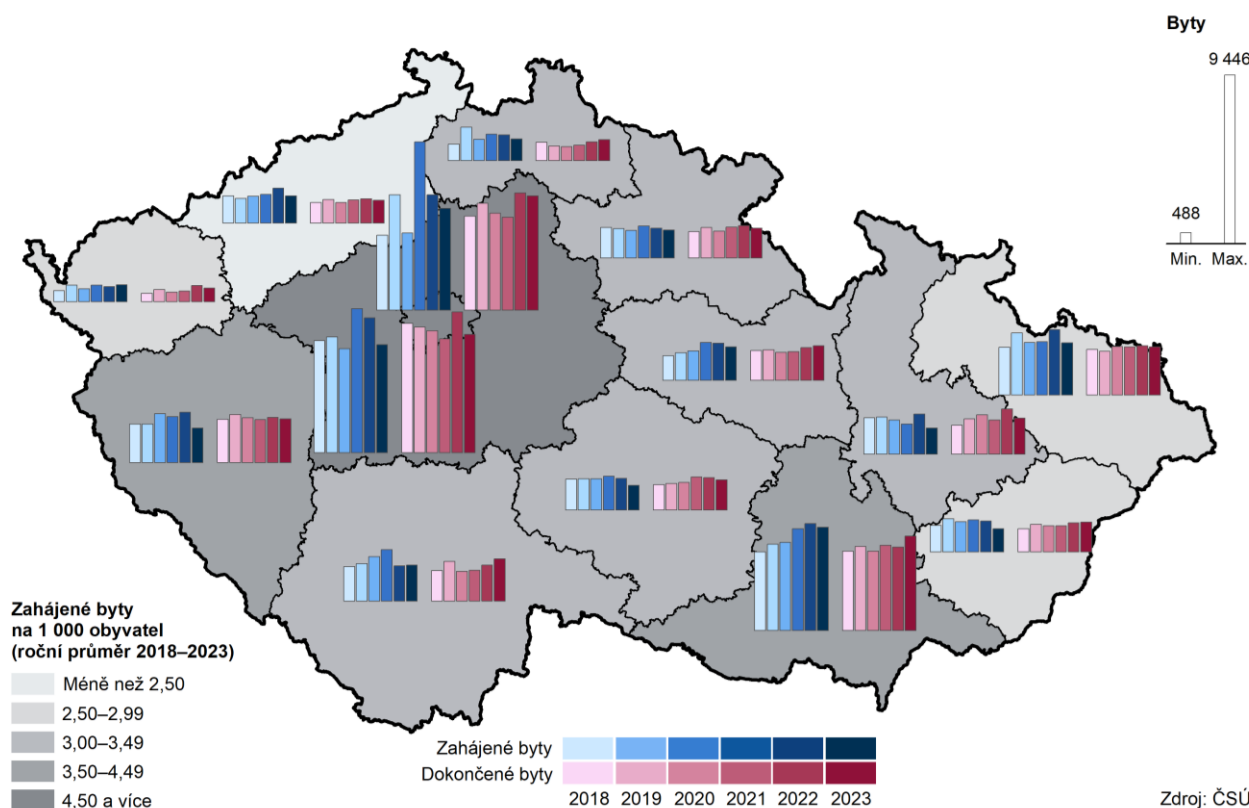 Byty
9 446
488
Min. Max.
Zahájené byty
na 1 000 obyvatel
(roční průměr 2018–2023)
Méně než 2,50
2,50–2,99
3,00–3,49
3,50–4,49
4.50 a více
Zahájené byty
Dokončené byty
2018 2019 2020 2021 2022 2023
Zdroj: ČSÚ